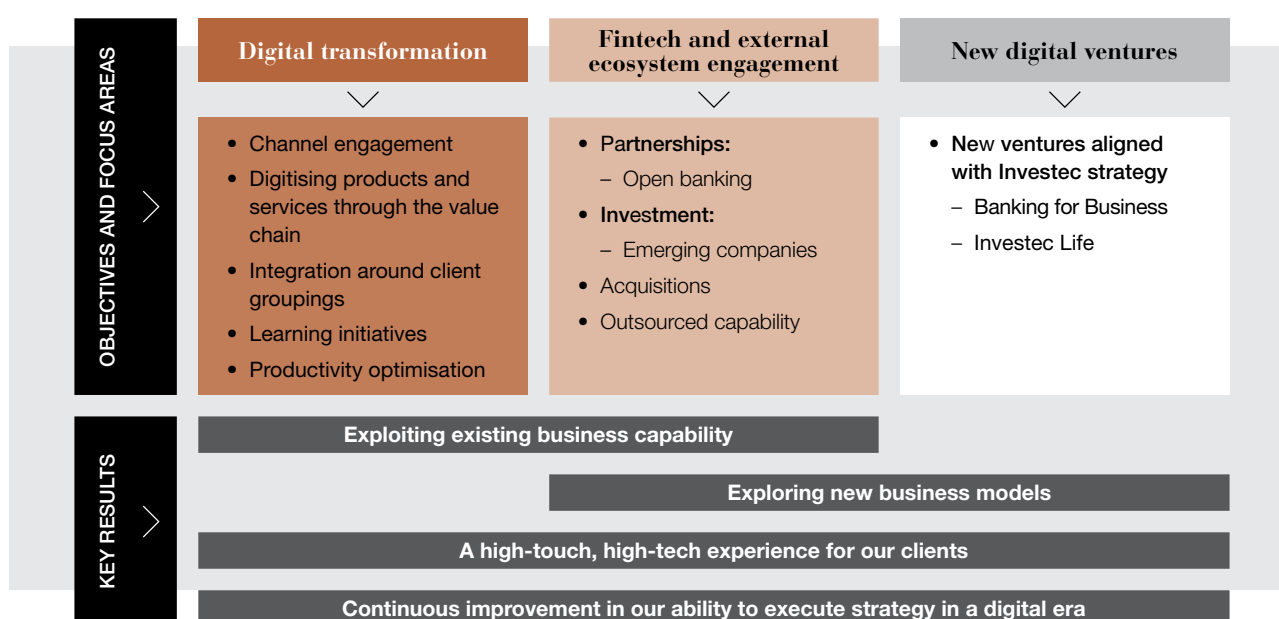 OBJECTIVES AND FOCUS AREAS
Digital transformation
• Channel engagement
• Digitising products and
services through the value
chain
• Integration around client
groupings
• Learning initiatives
• Productivity optimisation
Fintech and external
ecosystem engagement
• Partnerships:
– Open banking
• Investment:
– Emerging companies
• Acquisitions
• Outsourced capability
New digital ventures
• New ventures aligned
with Investec strategy
– Banking for Business
– Investec Life
KEY RESULTS
Exploiting existing business capability
Exploring new business models
A high-touch, high-tech experience for our clients
Continuous improvement in our ability to execute strategy in a digital era